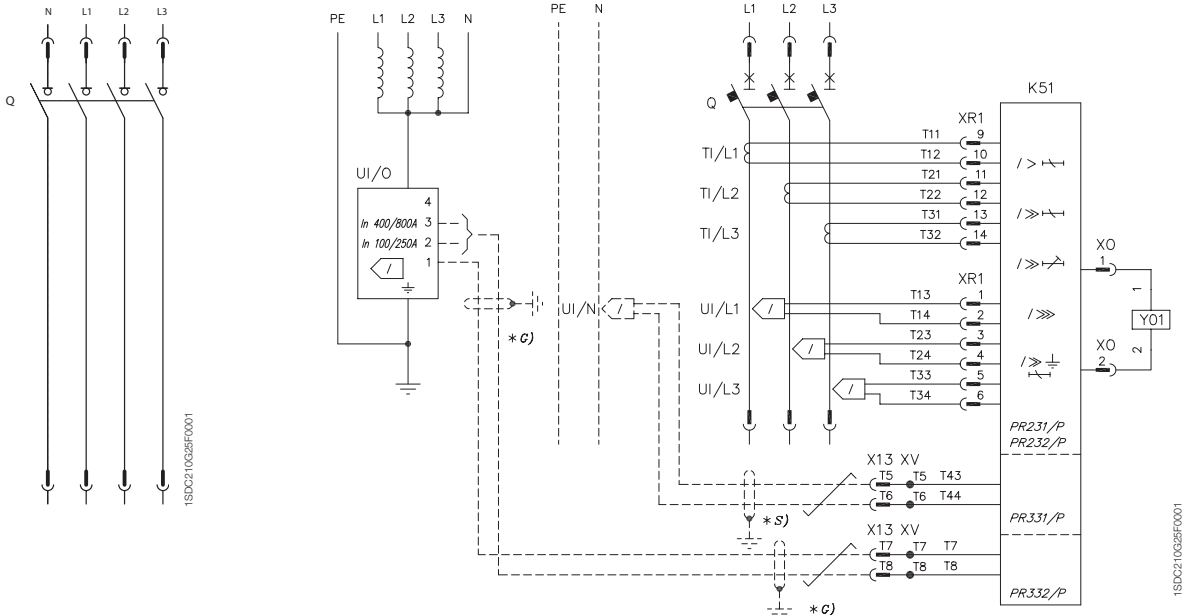 N L1 L2 L3
Q
1SDC210G25F0001
PE L1 L2 L3 N
UI/O
4
In 400/800A 3
In 100/250A 2
/ 1
*G)
PE N
UI/N /
L1 L2 L3
Q
K51
XR1
TI/L1
T11 9
T12 10
TI/L2
T21 11
T22 12
TI/L3
T31 13
T32 14
XR1
UI/L1 /
T13 1
T14 2
UI/L2 /
T23 3
T24 4
UI/L3 /
T33 5
T34 6
/ >
/ ≫
/ ≫
/ ⋙
/ ≫
PR231/P
PR232/P
XO
1
1
Y01
2
XO
2
X13 XV
T5 T5 T43
T6 T6 T44
*S)
PR331/P
X13 XV
T7 T7 T7
T8 T8 T8
*G)
PR332/P
1SDC210G25F0001